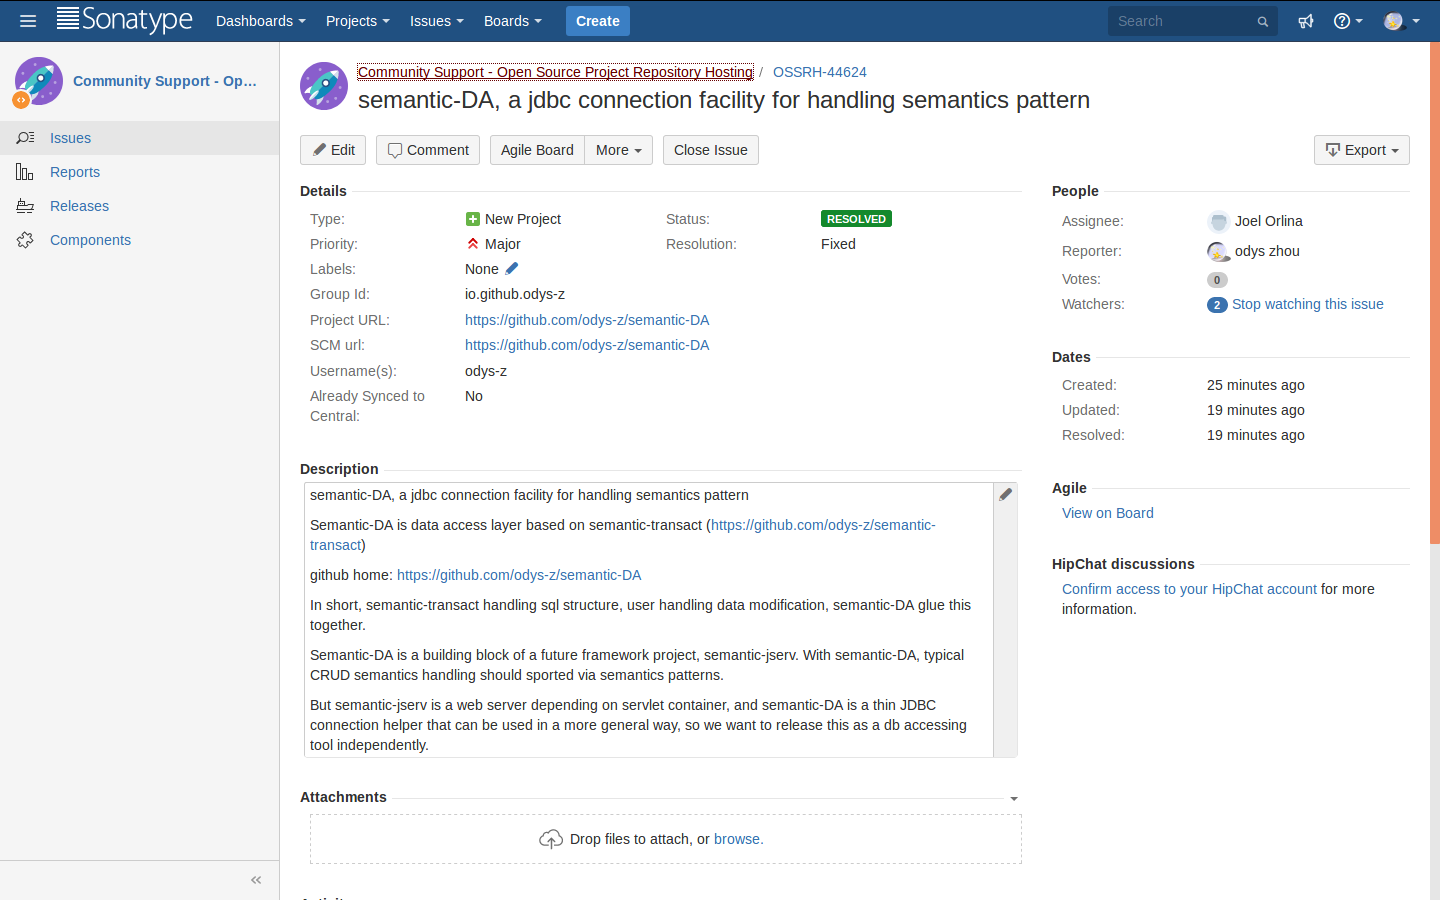 Sonatype
Dashboards
Projects
Issues
Boards
Create
Search
Community Support - Op...
Issues
Reports
Releases
Components
Community Support - Open Source Project Repository Hosting / OSSRH-44624
semantic-DA, a jdbc connection facility for handling semantics pattern
Edit
Comment
Agile Board
More
Close Issue
Export
Details
Type: New Project
Status: RESOLVED
Priority: Major
Resolution: Fixed
Labels: None
Group Id: io.github.odys-z
Project URL: https://github.com/odys-z/semantic-DA
SCM url: https://github.com/odys-z/semantic-DA
Username(s): odys-z
Already Synced to
Central:
No
Description
semantic-DA, a jdbc connection facility for handling semantics pattern
Semantic-DA is data access layer based on semantic-transact (https://github.com/odys-z/semantic-
transact)
github home: https://github.com/odys-z/semantic-DA
In short, semantic-transact handling sql structure, user handling data modification, semantic-DA glue this
together.
Semantic-DA is a building block of a future framework project, semantic-jserv. With semantic-DA, typical
CRUD semantics handling should sported via semantics patterns.
But semantic-jserv is a web server depending on servlet container, and semantic-DA is a thin JDBC
connection helper that can be used in a more general way, so we want to release this as a db accessing
tool independently.
Attachments
Drop files to attach, or browse.
People
Assignee: Joel Orlina
Reporter: odys zhou
Votes: 0
Watchers: 2 Stop watching this issue
Dates
Created: 25 minutes ago
Updated: 19 minutes ago
Resolved: 19 minutes ago
Agile
View on Board
HipChat discussions
Confirm access to your HipChat account for more
information.